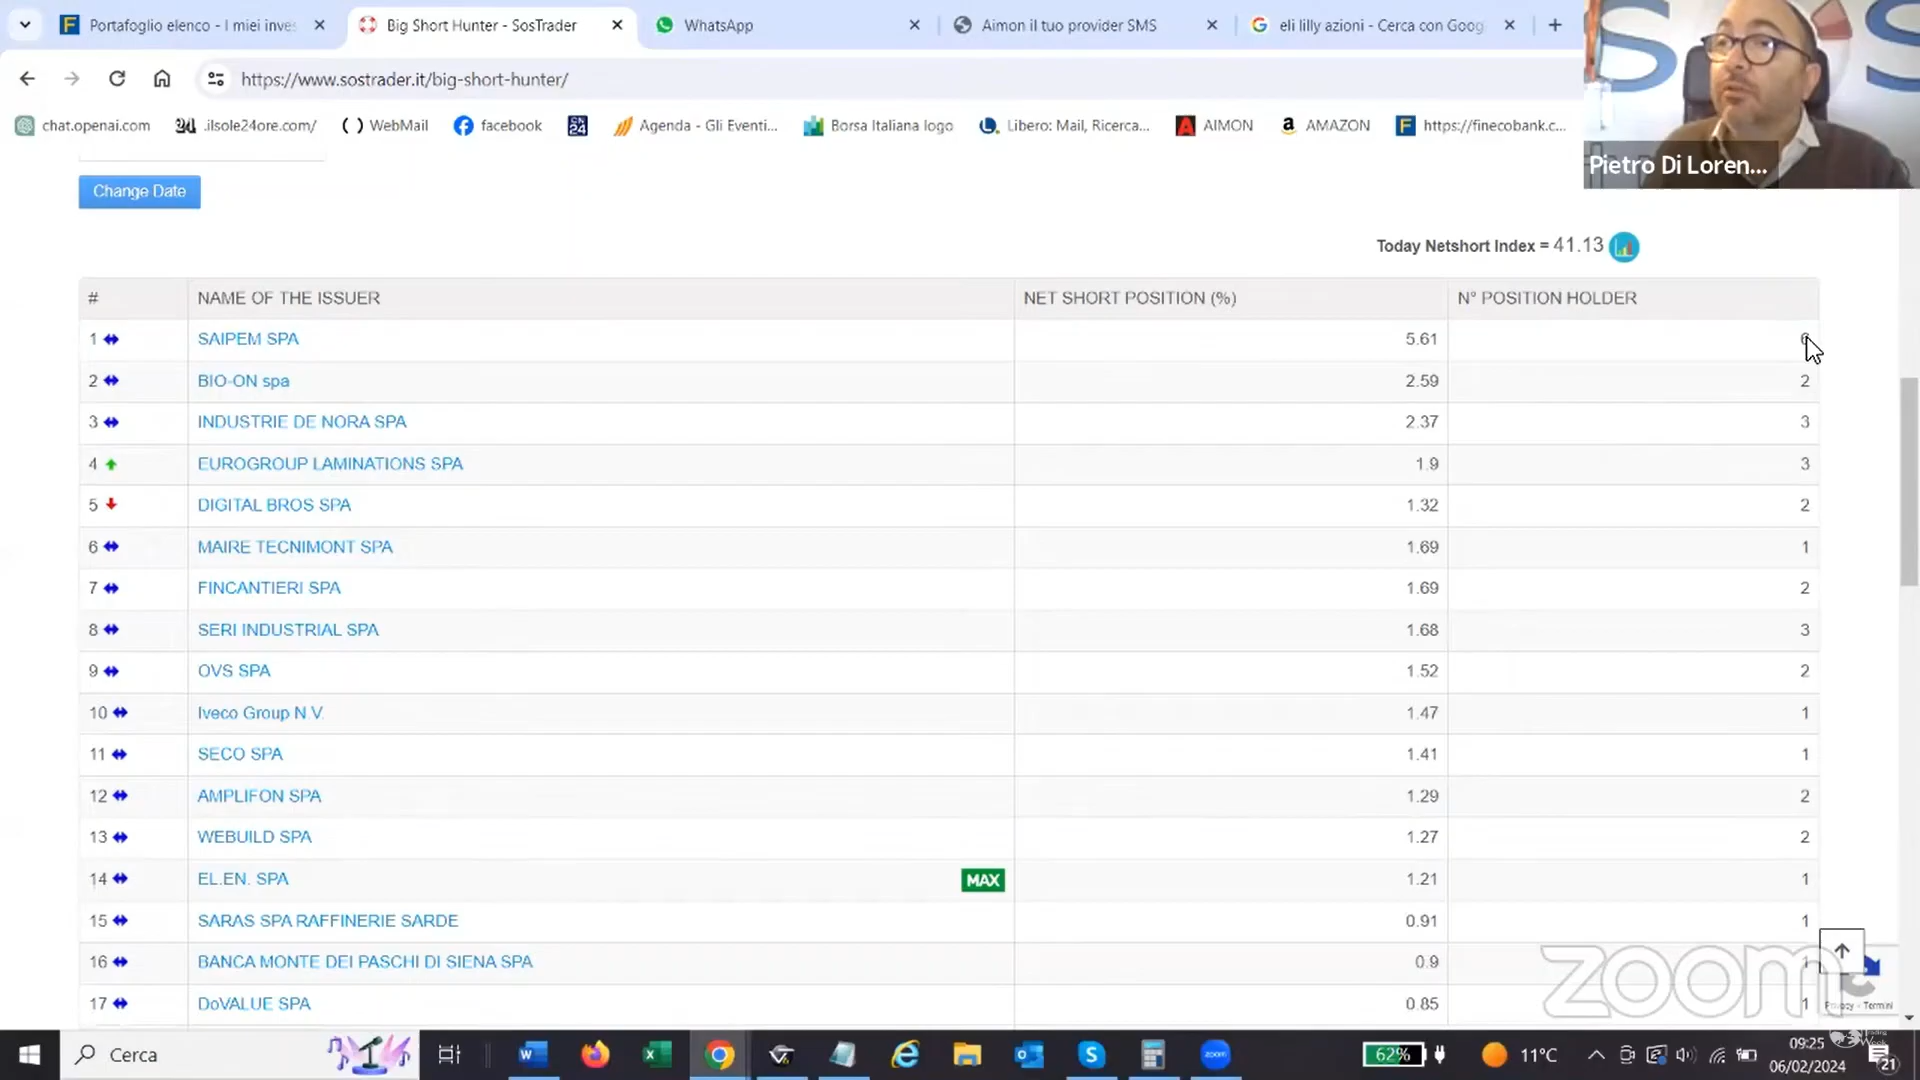 Portafoglio elenco - I miei inves
Big Short Hunter - SosTrader
WhatsApp
Aimon il tuo provider SMS
eli lilly azioni - Cerca con Goog
https://www.sostrader.it/big-short-hunter/
chat.openai.com
.ilsole24ore.com/
WebMail
facebook
Agenda - Gli Eventi...
Borsa Italiana logo
Libero: Mail, Ricerca...
AIMON
AMAZON
https://finecobank.c...
Pietro Di Loren...
Change Date
Today Netshort Index = 41.13
# NAME OF THE ISSUER NET SHORT POSITION (%) N° POSITION HOLDER
1 SAIPEM SPA 5.61 6
2 BIO-ON spa 2.59 2
3 INDUSTRIE DE NORA SPA 2.37 3
4 EUROGROUP LAMINATIONS SPA 1.9 3
5 DIGITAL BROS SPA 1.32 2
6 MAIRE TECNIMONT SPA 1.69 1
7 FINCANTIERI SPA 1.69 2
8 SERI INDUSTRIAL SPA 1.68 3
9 OVS SPA 1.52 2
10 Iveco Group N.V. 1.47 1
11 SECO SPA 1.41 1
12 AMPLIFON SPA 1.29 2
13 WEBUILD SPA 1.27 2
14 EL.EN. SPA MAX 1.21 1
15 SARAS SPA RAFFINERIE SARDE 0.91 1
16 BANCA MONTE DEI PASCHI DI SIENA SPA 0.9
17 DoVALUE SPA 0.85 1
zoom
Privacy - Termini
Cerca
zoom
62%
11°C
09:25
06/02/2024
21